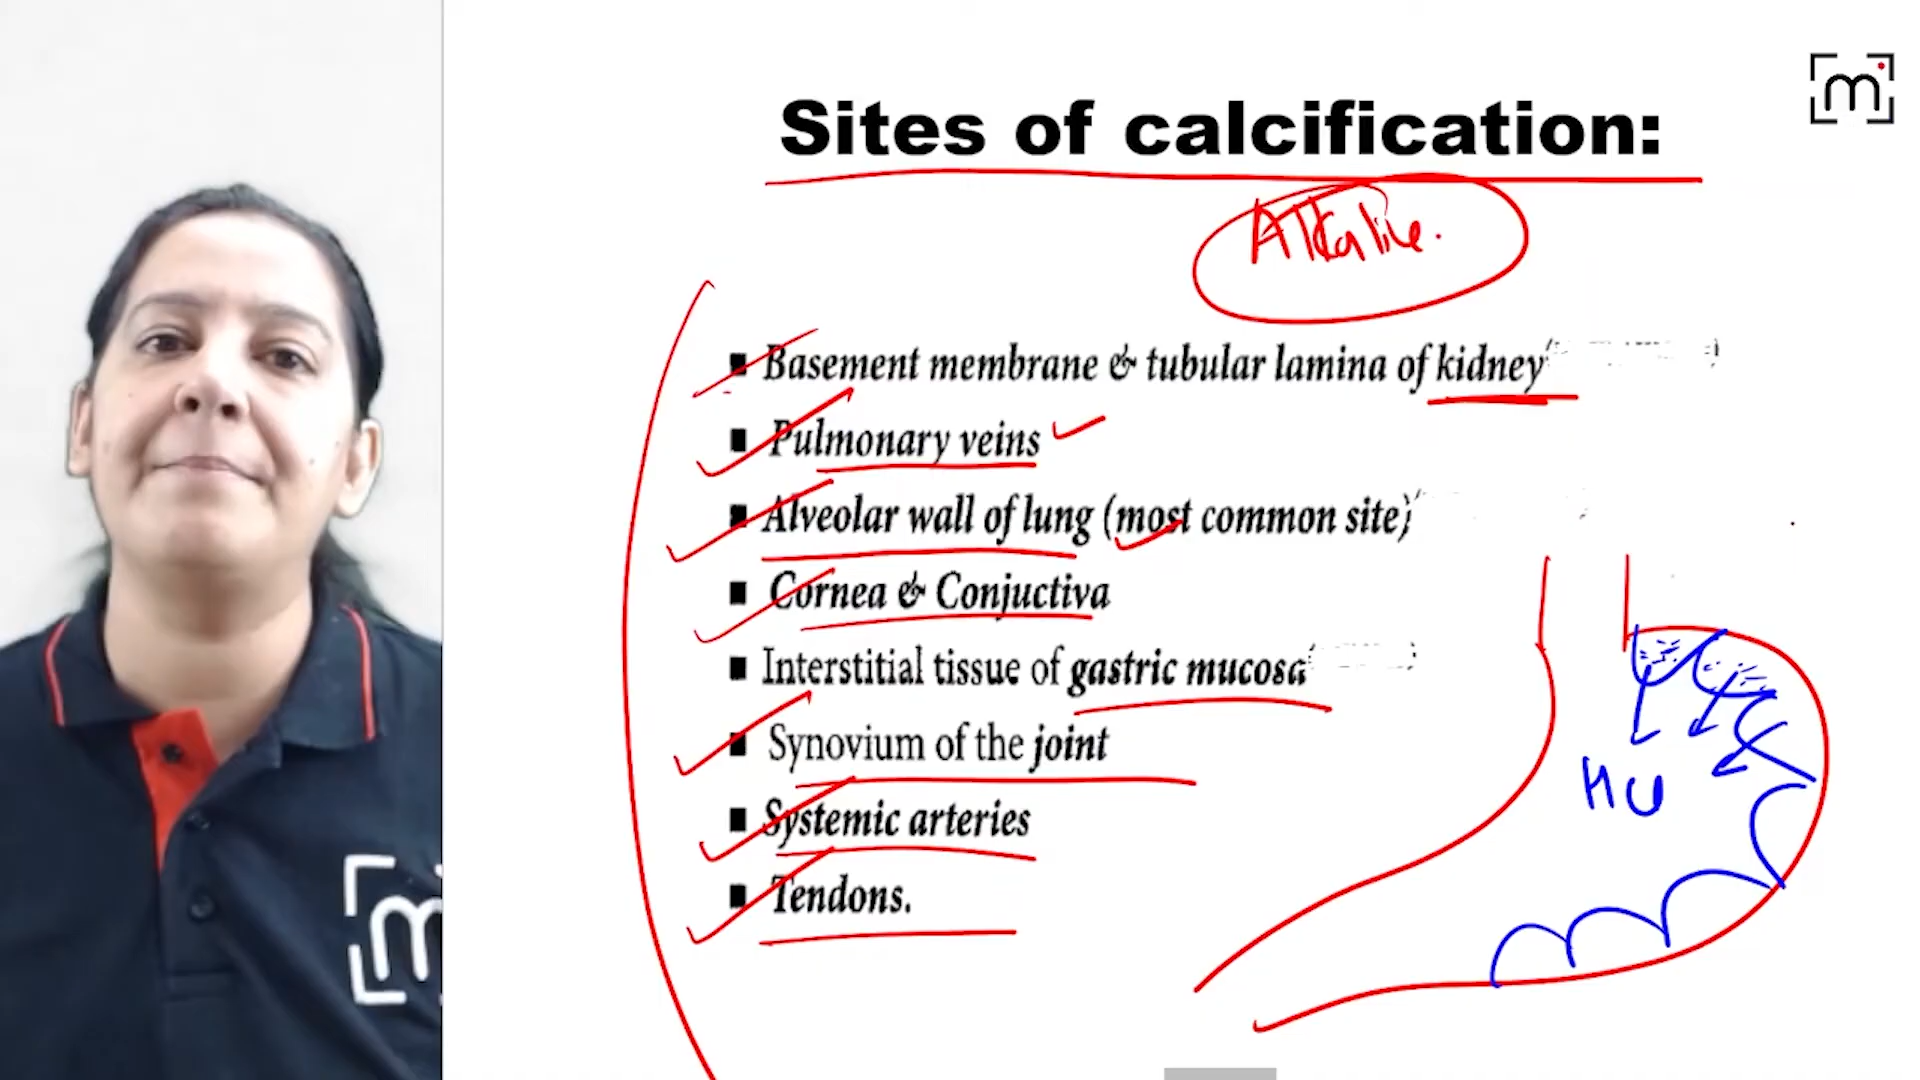 m
Sites of calcification:
Alkaline.
■ Basement membrane & tubular lamina of kidney
■ Pulmonary veins
■ Alveolar wall of lung (most common site)
■ Cornea & Conjuctiva
■ Interstitial tissue of gastric mucosa
■ Synovium of the joint
■ Systemic arteries
■ Tendons.
HCl
m